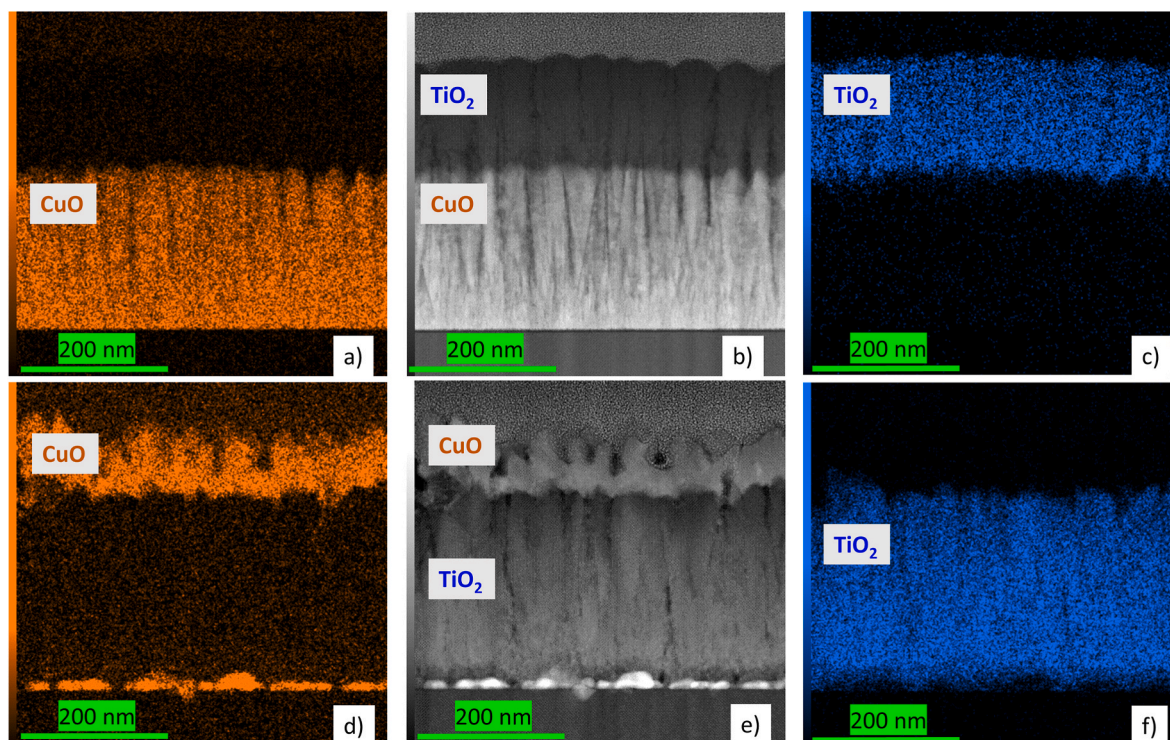 TiO₂
TiO₂
CuO
CuO
200 nm
a)
200 nm
b)
200 nm
c)
CuO
CuO
TiO₂
TiO₂
200 nm
d)
200 nm
e)
200 nm
f)